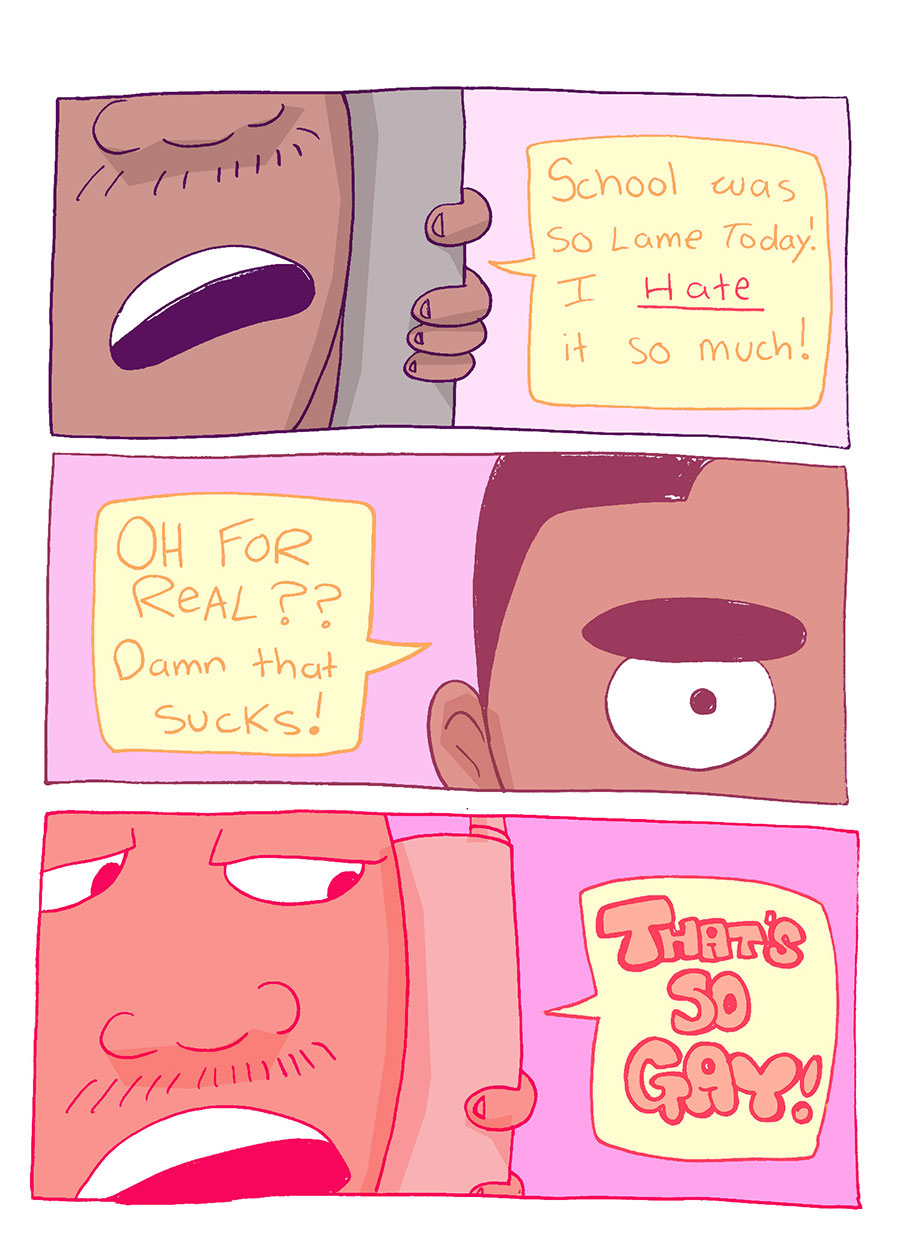 School was
so Lame Today!
I Hate
it so much!
OH FOR
ReAL??
Damn that
sucks!
THAT'S
SO
GAY!